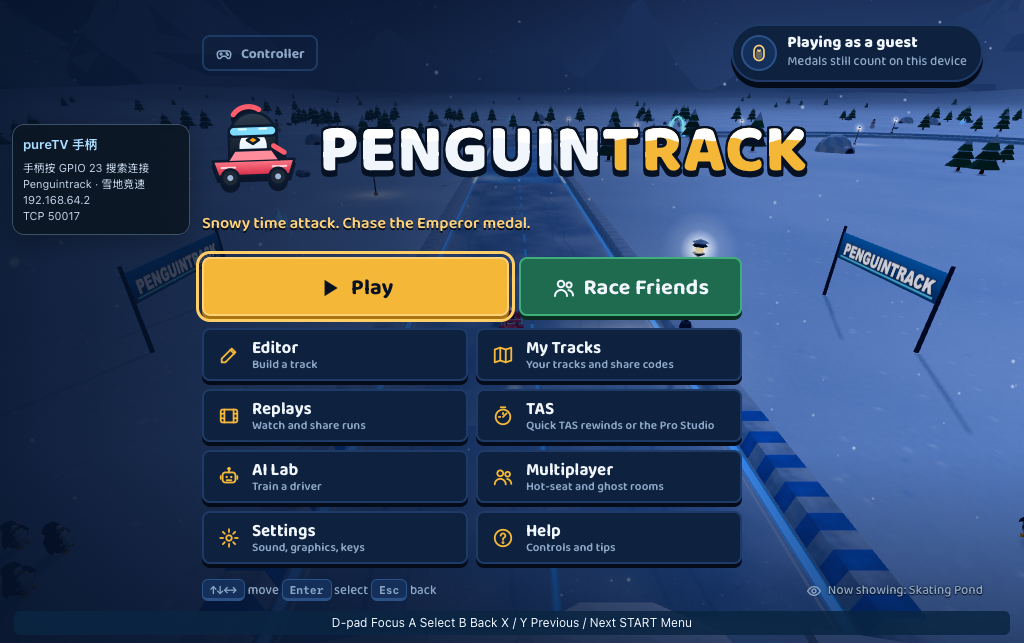 Controller
Playing as a guest
Medals still count on this device
PENGUINTRACK
pureTV 手柄
手柄按 GPIO 23 搜索连接
Penguintrack · 雪地竞速
192.168.64.2
TCP 50017
Snowy time attack. Chase the Emperor medal.
PENGUINTRACK
PENGUINTRACK
Play
Race Friends
Editor
Build a track
My Tracks
Your tracks and share codes
Replays
Watch and share runs
TAS
Quick TAS rewinds or the Pro Studio
AI Lab
Train a driver
Multiplayer
Hot-seat and ghost rooms
Settings
Sound, graphics, keys
Help
Controls and tips
↑↓↔ move Enter select Esc back
Now showing: Skating Pond
D-pad Focus A Select B Back X / Y Previous / Next START Menu